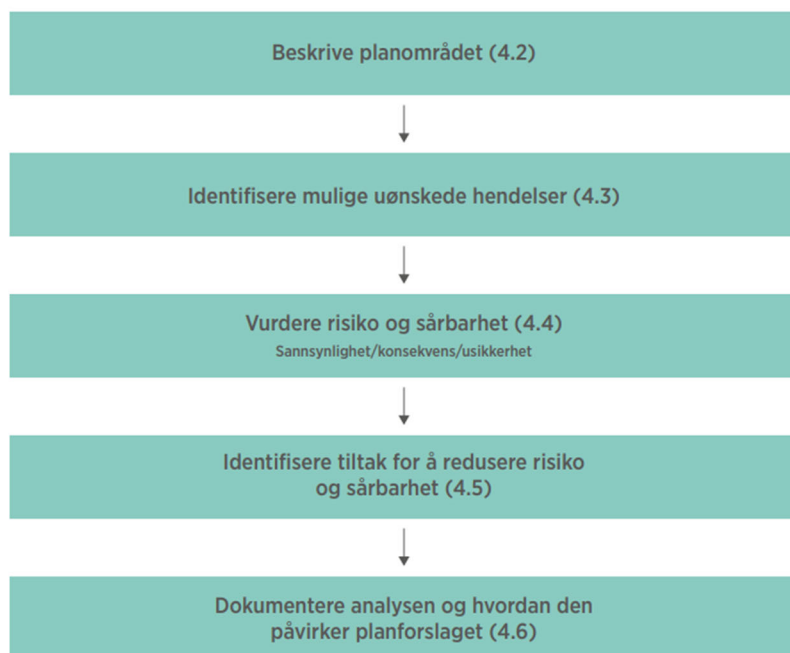 Beskrive planområdet (4.2)
Identifisere mulige uønskede hendelser (4.3)
Vurdere risiko og sårbarhet (4.4)
Sannsynlighet/konsekvens/usikkerhet
Identifisere tiltak for å redusere risiko
og sårbarhet (4.5)
Dokumentere analysen og hvordan den
påvirker planforslaget (4.6)